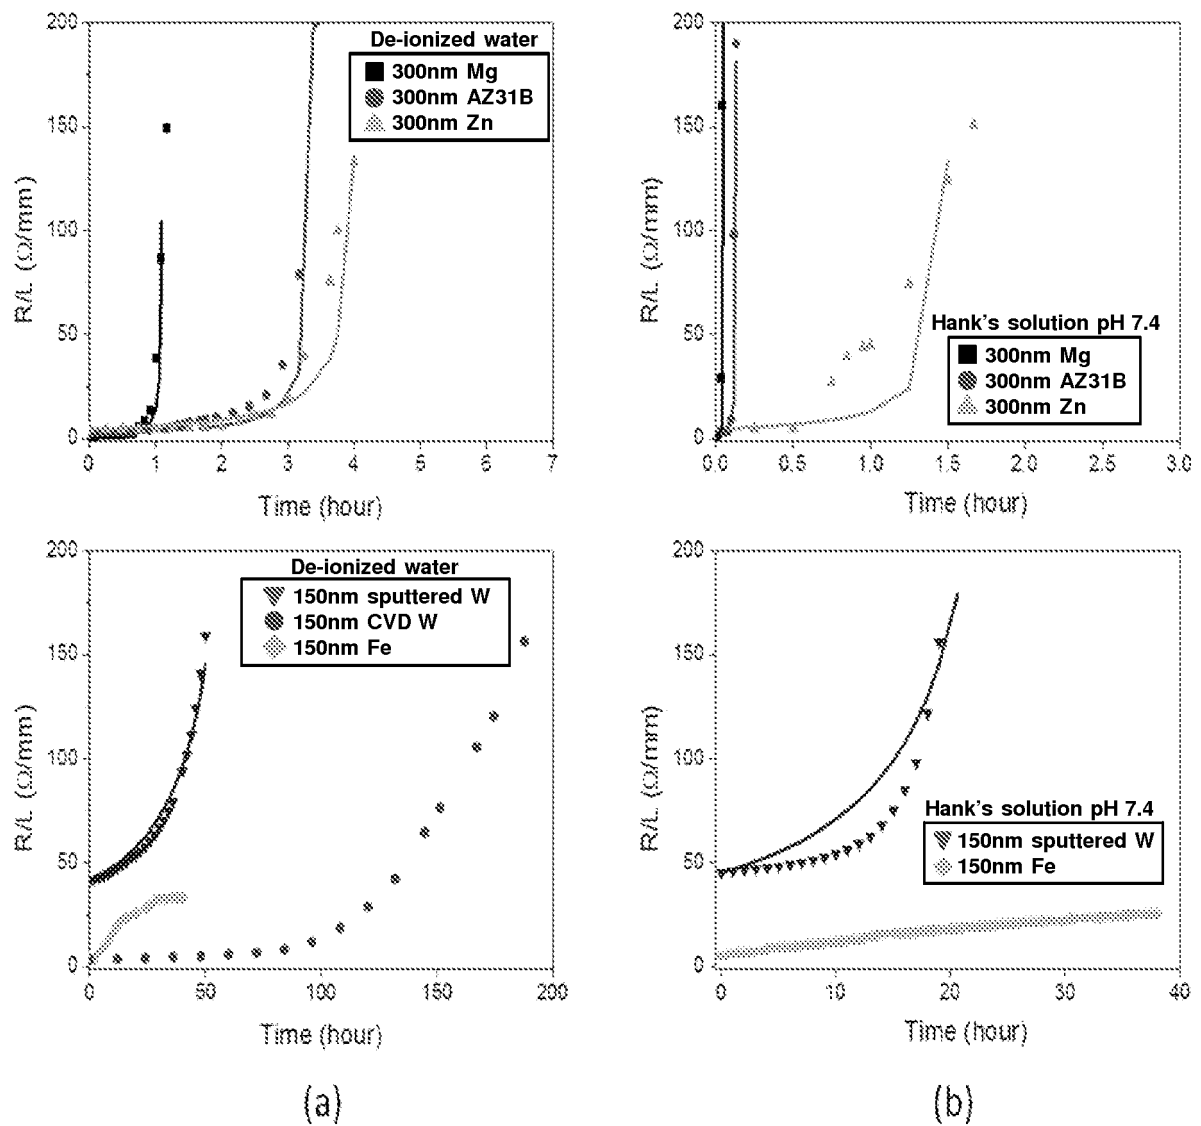 200
150
100
50
0
R/L (Ω/mm)
De-ionized water
300nm Mg
300nm AZ31B
300nm Zn
0 1 2 3 4 5 6 7
Time (hour)
200
150
100
50
0
R/L (Ω/mm)
Hank's solution pH 7.4
300nm Mg
300nm AZ31B
300nm Zn
0.0 0.5 1.0 1.5 2.0 2.5 3.0
Time (hour)
200
150
100
50
0
R/L (Ω/mm)
De-ionized water
150nm sputtered W
150nm CVD W
150nm Fe
0 50 100 150 200
Time (hour)
200
150
100
50
0
R/L (Ω/mm)
Hank's solution pH 7.4
150nm sputtered W
150nm Fe
0 10 20 30 40
Time (hour)
(a)
(b)